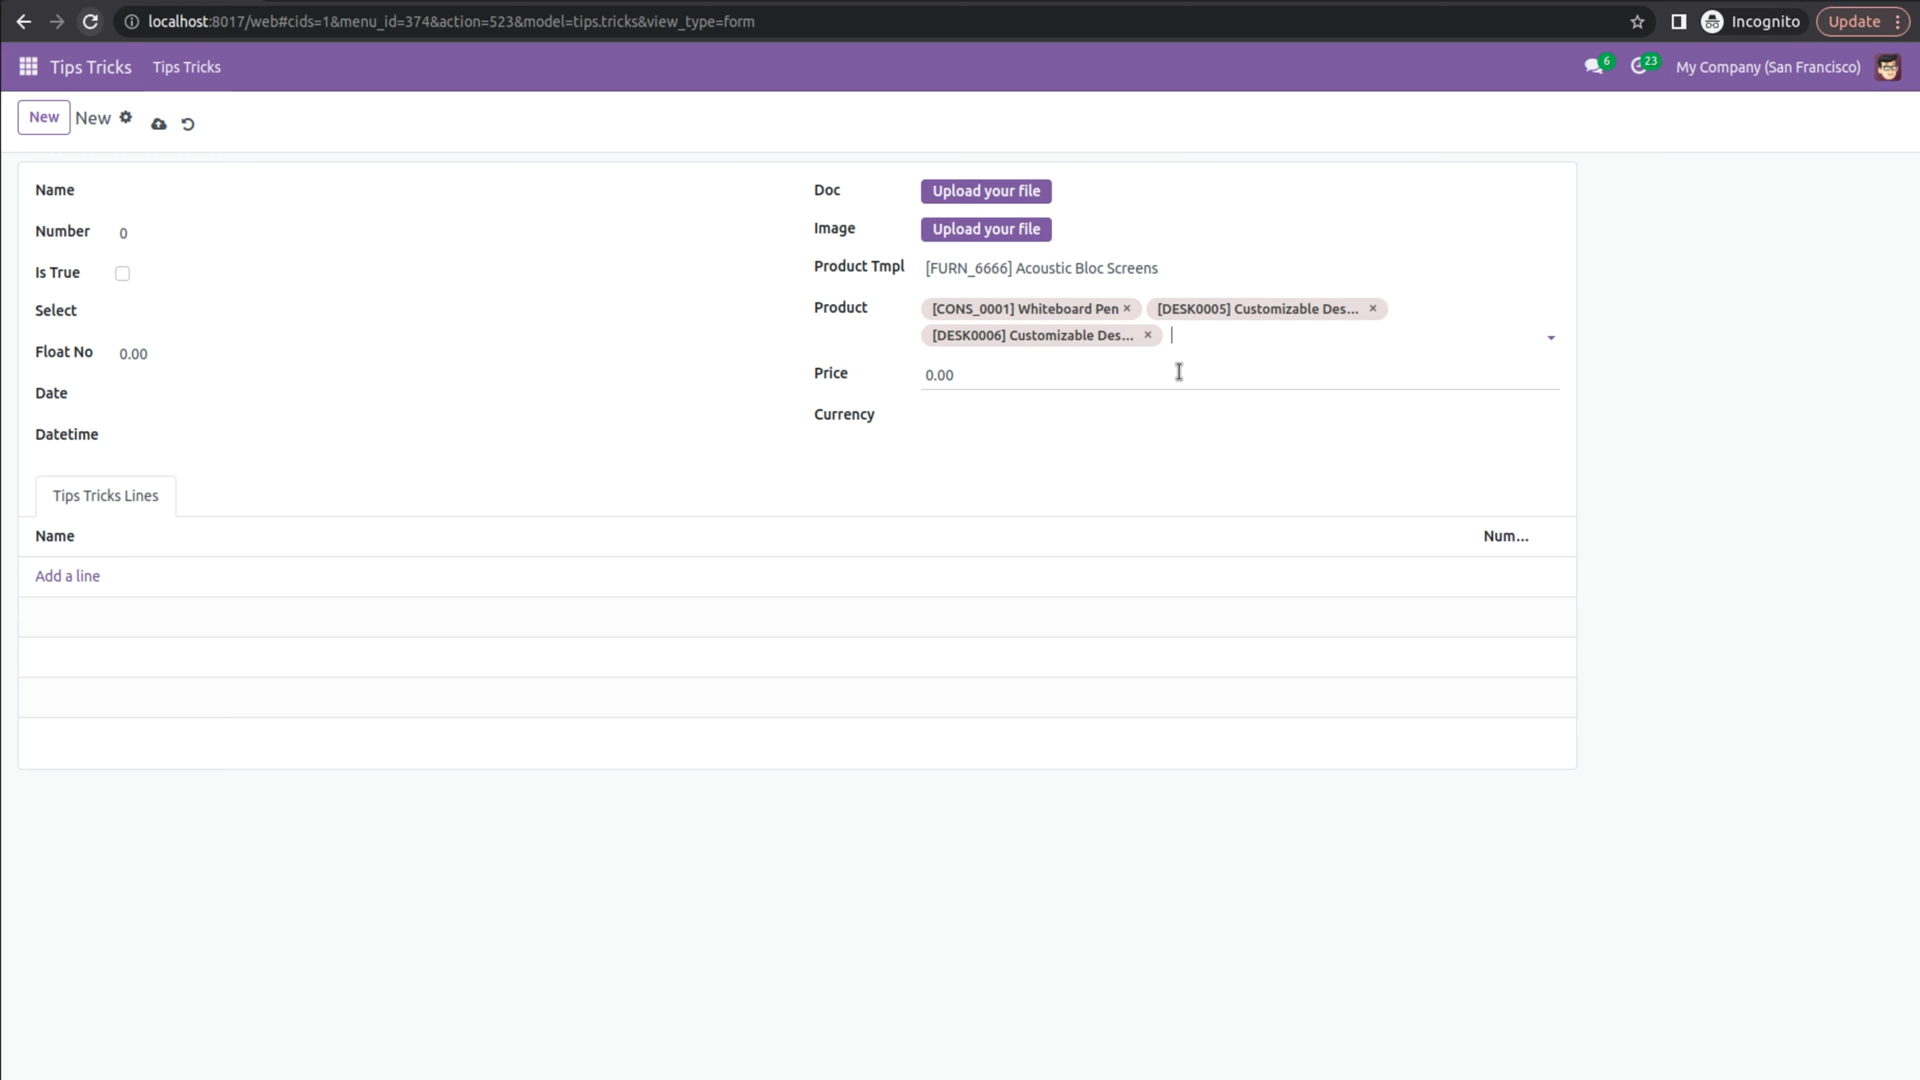 localhost:8017/web#cids=1&menu_id=374&action=523&model=tips.tricks&view_type=form
Incognito
Update
Tips Tricks
Tips Tricks
6
23
My Company (San Francisco)
New
New
Name
Number 0
Is True
Select
Float No 0.00
Date
Datetime
Doc Upload your file
Image Upload your file
Product Tmpl [FURN_6666] Acoustic Bloc Screens
Product [CONS_0001] Whiteboard Pen × [DESK0005] Customizable Des... ×
[DESK0006] Customizable Des... ×
Price 0.00
Currency
Tips Tricks Lines
Name Num...
Add a line